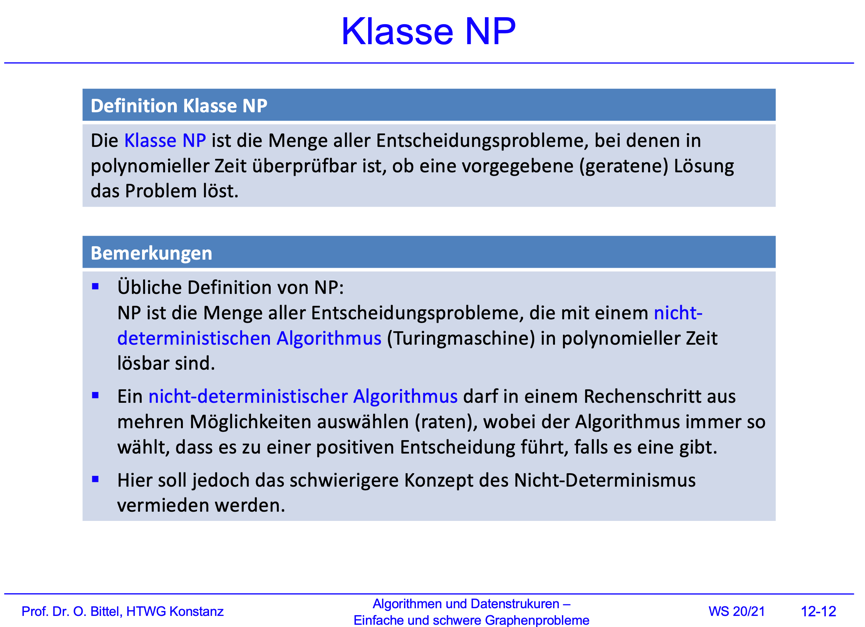 Klasse NP
Definition Klasse NP
Die Klasse NP ist die Menge aller Entscheidungsprobleme, bei denen in
polynomieller Zeit überprüfbar ist, ob eine vorgegebene (geratene) Lösung
das Problem löst.
Bemerkungen
▪ Übliche Definition von NP:
NP ist die Menge aller Entscheidungsprobleme, die mit einem nicht-
deterministischen Algorithmus (Turingmaschine) in polynomieller Zeit
lösbar sind.
▪ Ein nicht-deterministischer Algorithmus darf in einem Rechenschritt aus
mehren Möglichkeiten auswählen (raten), wobei der Algorithmus immer so
wählt, dass es zu einer positiven Entscheidung führt, falls es eine gibt.
▪ Hier soll jedoch das schwierigere Konzept des Nicht-Determinismus
vermieden werden.
Prof. Dr. O. Bittel, HTWG Konstanz
Algorithmen und Datenstrukuren –
Einfache und schwere Graphenprobleme
WS 20/21
12-12